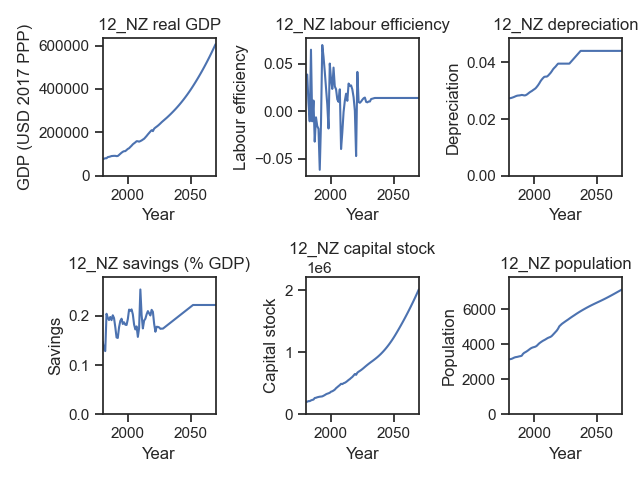 12_NZ real GDP
600000
400000
200000
0
GDP (USD 2017 PPP)
2000
2050
Year
12_NZ labour efficiency
0.05
0.00
−0.05
Labour efficiency
2000
2050
Year
12_NZ depreciation
0.04
0.02
0.00
Depreciation
2000
2050
Year
12_NZ savings (% GDP)
0.2
0.1
0.0
Savings
2000
2050
Year
12_NZ capital stock
1e6
2
1
0
Capital stock
2000
2050
Year
12_NZ population
6000
4000
2000
0
Population
2000
2050
Year